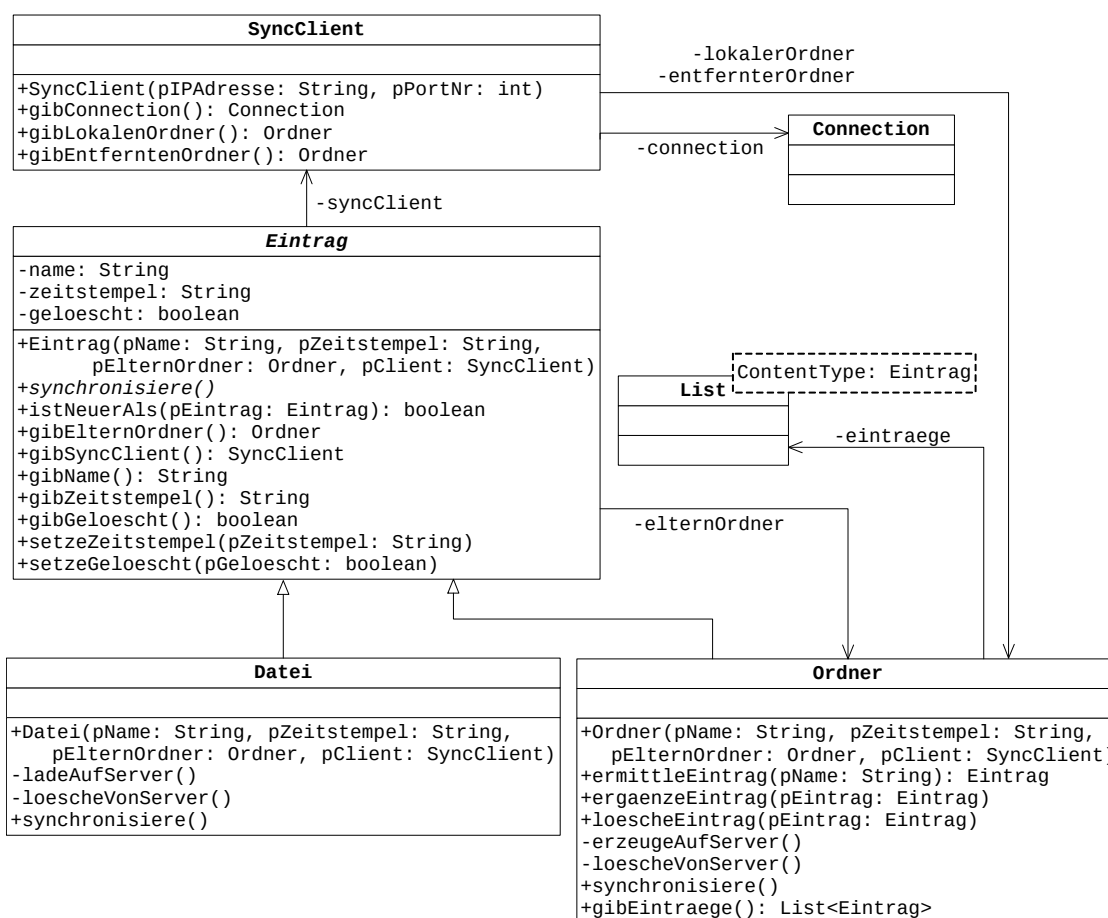 SyncClient
+SyncClient(pIPAdresse: String, pPortNr: int)
+gibConnection(): Connection
+gibLokalenOrdner(): Ordner
+gibEntferntenOrdner(): Ordner
-lokalerOrdner
-entfernterOrdner
Connection
-connection
-syncClient
Eintrag
-name: String
-zeitstempel: String
-geloescht: boolean
+Eintrag(pName: String, pZeitstempel: String,
pElternOrdner: Ordner, pClient: SyncClient)
+synchronisiere()
+istNeuerAls(pEintrag: Eintrag): boolean
+gibElternOrdner(): Ordner
+gibSyncClient(): SyncClient
+gibName(): String
+gibZeitstempel(): String
+gibGeloescht(): boolean
+setzeZeitstempel(pZeitstempel: String)
+setzeGeloescht(pGeloescht: boolean)
ContentType: Eintrag
List
-eintraege
-elternOrdner
Datei
+Datei(pName: String, pZeitstempel: String,
pElternOrdner: Ordner, pClient: SyncClient)
-ladeAufServer()
-loescheVonServer()
+synchronisiere()
Ordner
+Ordner(pName: String, pZeitstempel: String,
pElternOrdner: Ordner, pClient: SyncClient)
+ermittleEintrag(pName: String): Eintrag
+ergaenzeEintrag(pEintrag: Eintrag)
+loescheEintrag(pEintrag: Eintrag)
-erzeugeAufServer()
-loescheVonServer()
+synchronisiere()
+gibEintraege(): List<Eintrag>